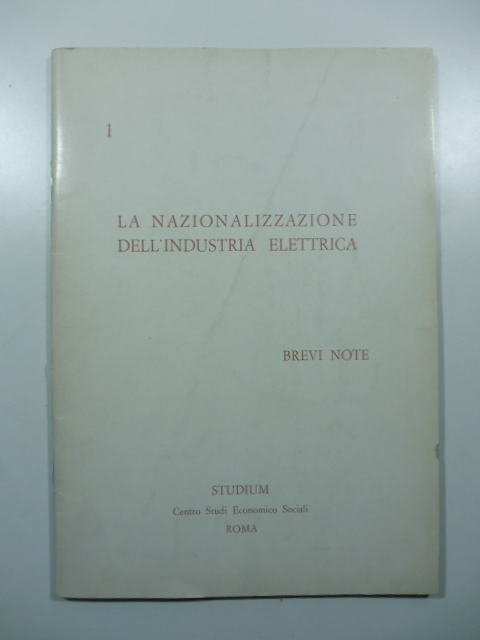 1
LA NAZIONALIZZAZIONE
DELL'INDUSTRIA ELETTRICA
BREVI NOTE
STUDIUM
Centro Studi Economico Sociali
ROMA